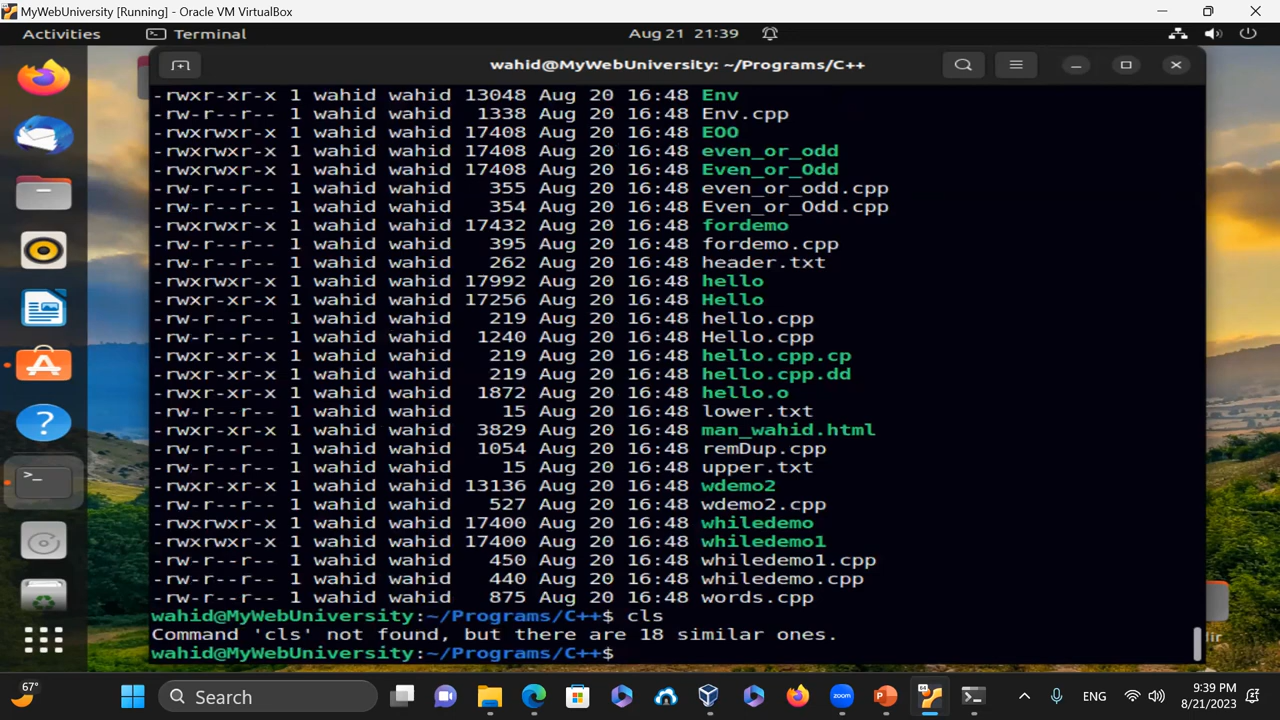 MyWebUniversity [Running] - Oracle VM VirtualBox
Activities Terminal Aug 21 21:39
wahid@MyWebUniversity: ~/Programs/C++
-rwxr-xr-x 1 wahid wahid 13048 Aug 20 16:48 Env
-rw-r--r-- 1 wahid wahid 1338 Aug 20 16:48 Env.cpp
-rwxrwxr-x 1 wahid wahid 17408 Aug 20 16:48 EOO
-rwxrwxr-x 1 wahid wahid 17408 Aug 20 16:48 even_or_odd
-rwxrwxr-x 1 wahid wahid 17408 Aug 20 16:48 Even_or_Odd
-rw-r--r-- 1 wahid wahid 355 Aug 20 16:48 even_or_odd.cpp
-rw-r--r-- 1 wahid wahid 354 Aug 20 16:48 Even_or_Odd.cpp
-rwxrwxr-x 1 wahid wahid 17432 Aug 20 16:48 fordemo
-rw-r--r-- 1 wahid wahid 395 Aug 20 16:48 fordemo.cpp
-rw-r--r-- 1 wahid wahid 262 Aug 20 16:48 header.txt
-rwxrwxr-x 1 wahid wahid 17992 Aug 20 16:48 hello
-rwxr-xr-x 1 wahid wahid 17256 Aug 20 16:48 Hello
-rw-r--r-- 1 wahid wahid 219 Aug 20 16:48 hello.cpp
-rw-r--r-- 1 wahid wahid 1240 Aug 20 16:48 Hello.cpp
-rwxr-xr-x 1 wahid wahid 219 Aug 20 16:48 hello.cpp.cp
-rwxr-xr-x 1 wahid wahid 219 Aug 20 16:48 hello.cpp.dd
-rwxr-xr-x 1 wahid wahid 1872 Aug 20 16:48 hello.o
-rw-r--r-- 1 wahid wahid 15 Aug 20 16:48 lower.txt
-rwxr-xr-x 1 wahid wahid 3829 Aug 20 16:48 man_wahid.html
-rw-r--r-- 1 wahid wahid 1054 Aug 20 16:48 remDup.cpp
-rw-r--r-- 1 wahid wahid 15 Aug 20 16:48 upper.txt
-rwxr-xr-x 1 wahid wahid 13136 Aug 20 16:48 wdemo2
-rw-r--r-- 1 wahid wahid 527 Aug 20 16:48 wdemo2.cpp
-rwxrwxr-x 1 wahid wahid 17400 Aug 20 16:48 whiledemo
-rwxrwxr-x 1 wahid wahid 17400 Aug 20 16:48 whiledemo1
-rw-r--r-- 1 wahid wahid 450 Aug 20 16:48 whiledemo1.cpp
-rw-r--r-- 1 wahid wahid 440 Aug 20 16:48 whiledemo.cpp
-rw-r--r-- 1 wahid wahid 875 Aug 20 16:48 words.cpp
wahid@MyWebUniversity:~/Programs/C++$ cls
Command 'cls' not found, but there are 18 similar ones.
wahid@MyWebUniversity:~/Programs/C++$
67° Search ENG 9:39 PM
8/21/2023